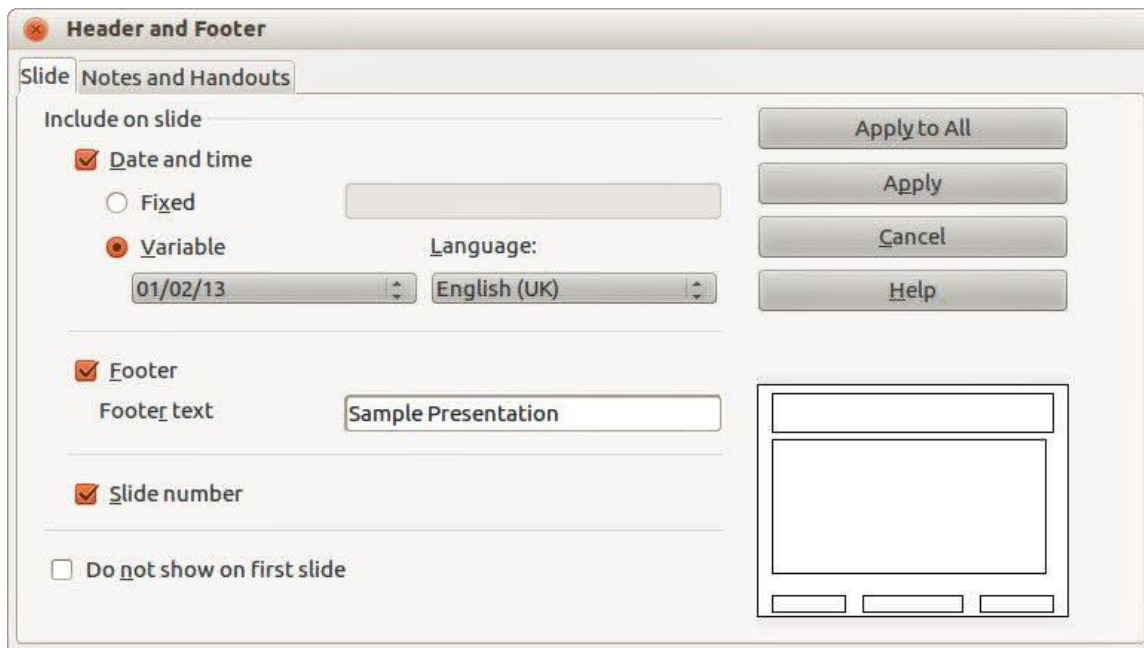 Header and Footer
Slide Notes and Handouts
Include on slide
Apply to All
Date and time
Apply
Fixed
Variable
Language:
Cancel
01/02/13
English (UK)
Help
Footer
Footer text
Sample Presentation
Slide number
Do not show on first slide